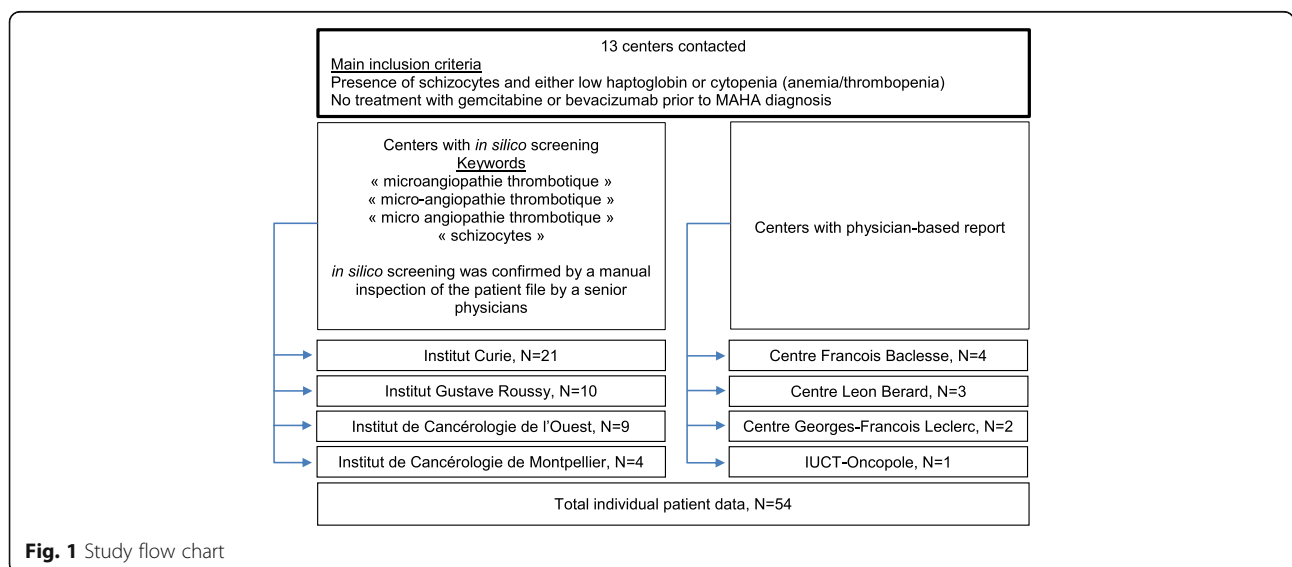 13 centers contacted
Main inclusion criteria
Presence of schizocytes and either low haptoglobin or cytopenia (anemia/thrombopenia)
No treatment with gemcitabine or bevacizumab prior to MAHA diagnosis
Centers with in silico screening
Keywords
« microangiopathie thrombotique »
« micro-angiopathie thrombotique »
« micro angiopathie thrombotique »
« schizocytes »
in silico screening was confirmed by a manual
inspection of the patient file by a senior
physicians
Centers with physician-based report
Institut Curie, N=21
Institut Gustave Roussy, N=10
Institut de Cancérologie de l'Ouest, N=9
Institut de Cancérologie de Montpellier, N=4
Centre Francois Baclesse, N=4
Centre Leon Berard, N=3
Centre Georges-Francois Leclerc, N=2
IUCT-Oncopole, N=1
Total individual patient data, N=54
Fig. 1 Study flow chart